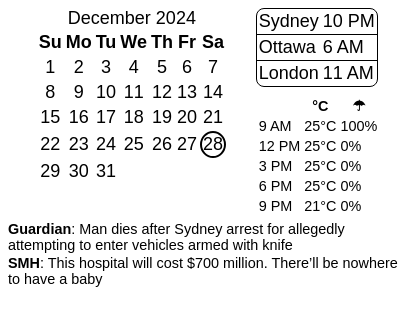 December 2024
Su Mo Tu We Th Fr Sa
1 2 3 4 5 6 7
8 9 10 11 12 13 14
15 16 17 18 19 20 21
22 23 24 25 26 27 28
29 30 31
Sydney 10 PM
Ottawa 6 AM
London 11 AM
°C ☂
9 AM 25°C 100%
12 PM 25°C 0%
3 PM 25°C 0%
6 PM 25°C 0%
9 PM 21°C 0%
Guardian: Man dies after Sydney arrest for allegedly
attempting to enter vehicles armed with knife
SMH: This hospital will cost $700 million. There’ll be nowhere
to have a baby